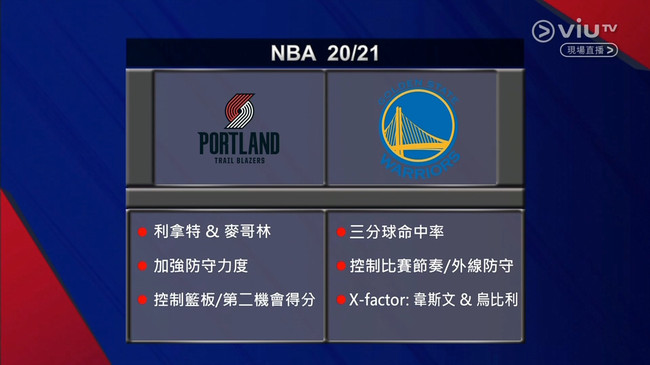 viuTV
現場直播
NBA 20/21
PORTLAND
TRAIL BLAZERS
GOLDEN STATE
WARRIORS
利拿特 & 麥哥林
加強防守力度
控制籃板/第二機會得分
三分球命中率
控制比賽節奏/外線防守
X-factor: 韋斯文 & 烏比利